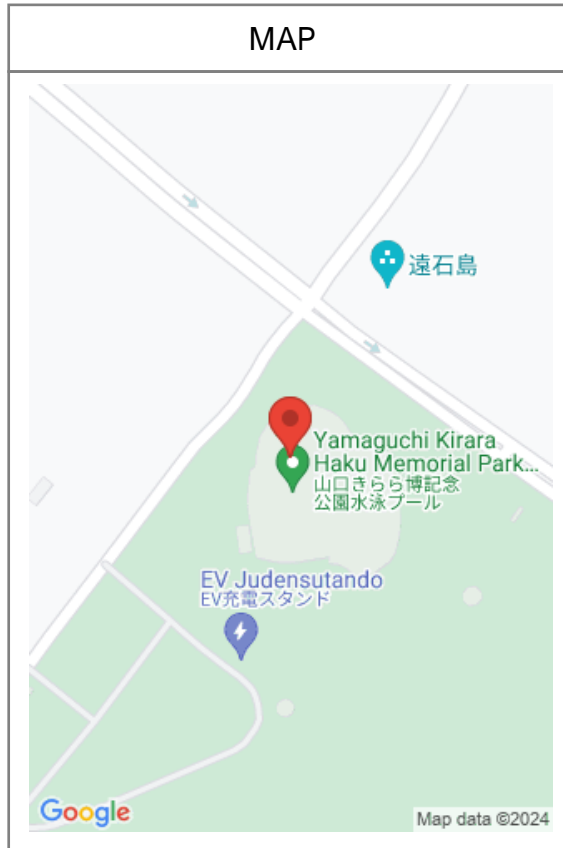 MAP
遠石島
Yamaguchi Kirara
Haku Memorial Park...
山口きらら博記念
公園水泳プール
EV Judensutando
EV充電スタンド
Google
Map data ©2024